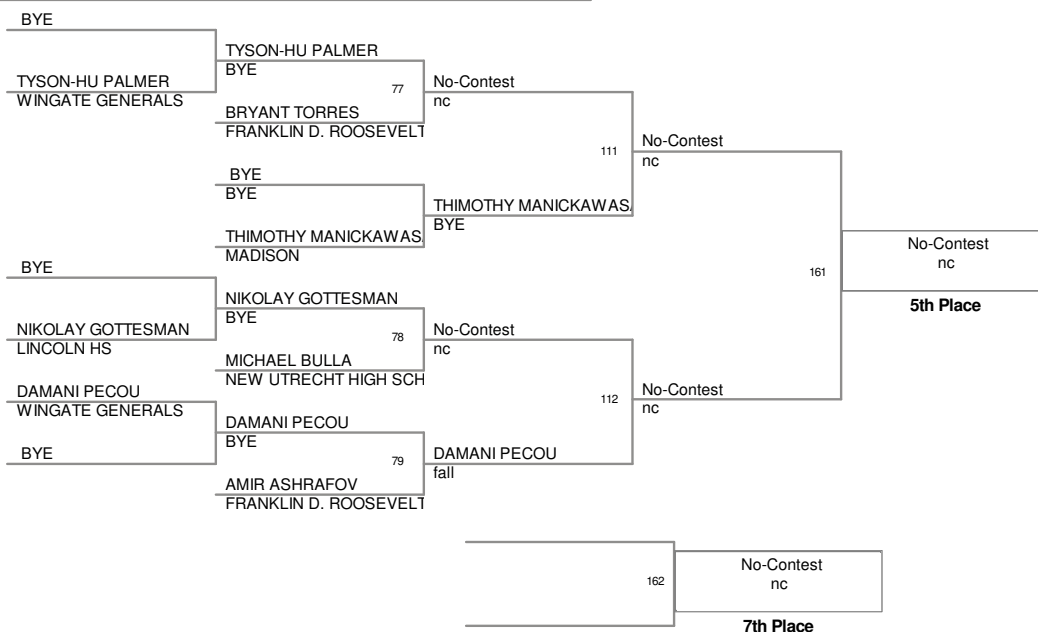 BYE
TYSON-HU PALMER
BYE
TYSON-HU PALMER
WINGATE GENERALS
77
No-Contest
nc
BRYANT TORRES
FRANKLIN D. ROOSEVELT
111
No-Contest
nc
BYE
BYE
THIMOTHY MANICKAWASA
BYE
THIMOTHY MANICKAWAS
MADISON
No-Contest
nc
5th Place
161
BYE
NIKOLAY GOTTESMAN
BYE
NIKOLAY GOTTESMAN
LINCOLN HS
78
No-Contest
nc
MICHAEL BULLA
NEW UTRECHT HIGH SCH
DAMANI PECOU
WINGATE GENERALS
112
No-Contest
nc
DAMANI PECOU
BYE
BYE
79
DAMANI PECOU
fall
AMIR ASHRAFOV
FRANKLIN D. ROOSEVELT
162
No-Contest
nc
7th Place